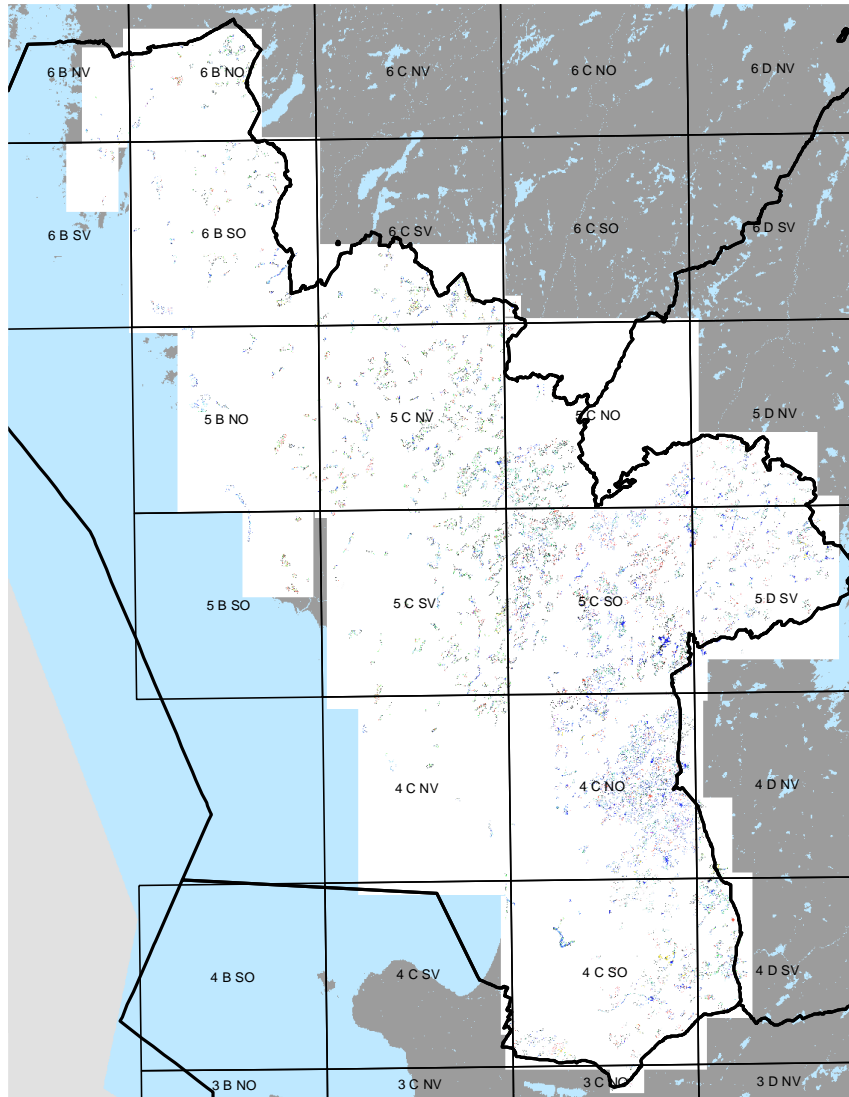 6 B NV
6 B NO
6 C NV
6 C NO
6 D NV
6 B SV
6 B SO
6 C SV
6 C SO
6 D SV
5 B NO
5 C NV
5 C NO
5 D NV
5 B SO
5 C SV
5 C SO
5 D SV
4 C NV
4 C NO
4 D NV
4 B SO
4 C SV
4 C SO
4 D SV
3 B NO
3 C NV
3 C NO
3 D NV